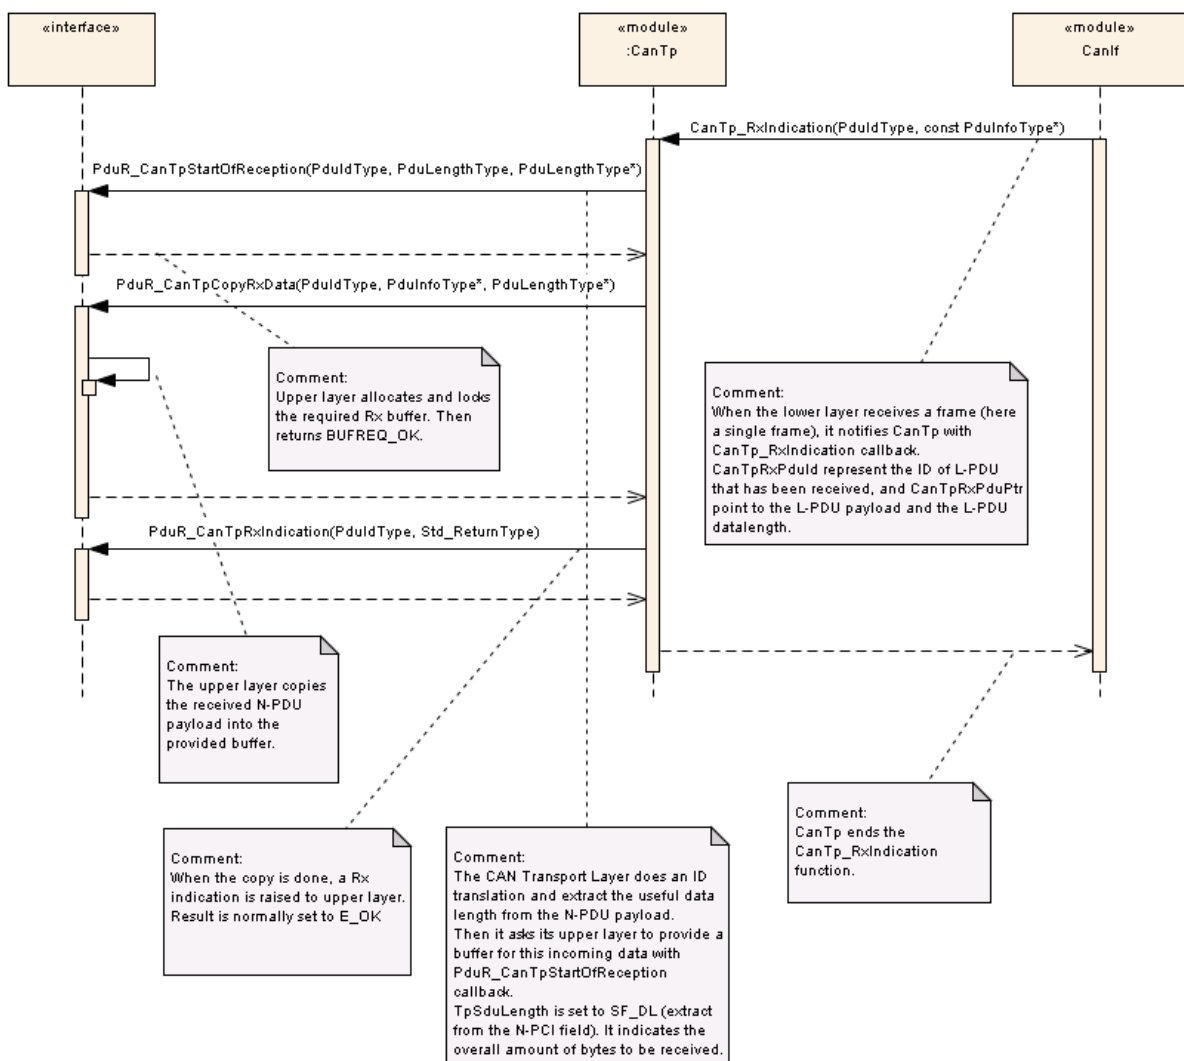 «interface»
«module»
:CanTp
«module»
CanIf
CanTp_RxIndication(PduIdType, const PduInfoType*)
PduR_CanTpStartOfReception(PduIdType, PduLengthType, PduLengthType*)
PduR_CanTpCopyRxData(PduIdType, PduInfoType*, PduLengthType*)
Comment:
Upper layer allocates and locks
the required Rx buffer. Then
returns BUFREQ_OK.
Comment:
When the lower layer receives a frame (here
a single frame), it notifies CanTp with
CanTp_RxIndication callback.
CanTpRxPduId represent the ID of L-PDU
that has been received, and CanTpRxPduPtr
point to the L-PDU payload and the L-PDU
datalength.
PduR_CanTpRxIndication(PduIdType, Std_ReturnType)
Comment:
The upper layer copies
the received N-PDU
payload into the
provided buffer.
Comment:
CanTp ends the
CanTp_RxIndication
function.
Comment:
When the copy is done, a Rx
indication is raised to upper layer.
Result is normally set to E_OK
Comment:
The CAN Transport Layer does an ID
translation and extract the useful data
length from the N-PDU payload.
Then it asks its upper layer to provide a
buffer for this incoming data with
PduR_CanTpStartOfReception
callback.
TpSduLength is set to SF_DL (extract
from the N-PCI field). It indicates the
overall amount of bytes to be received.